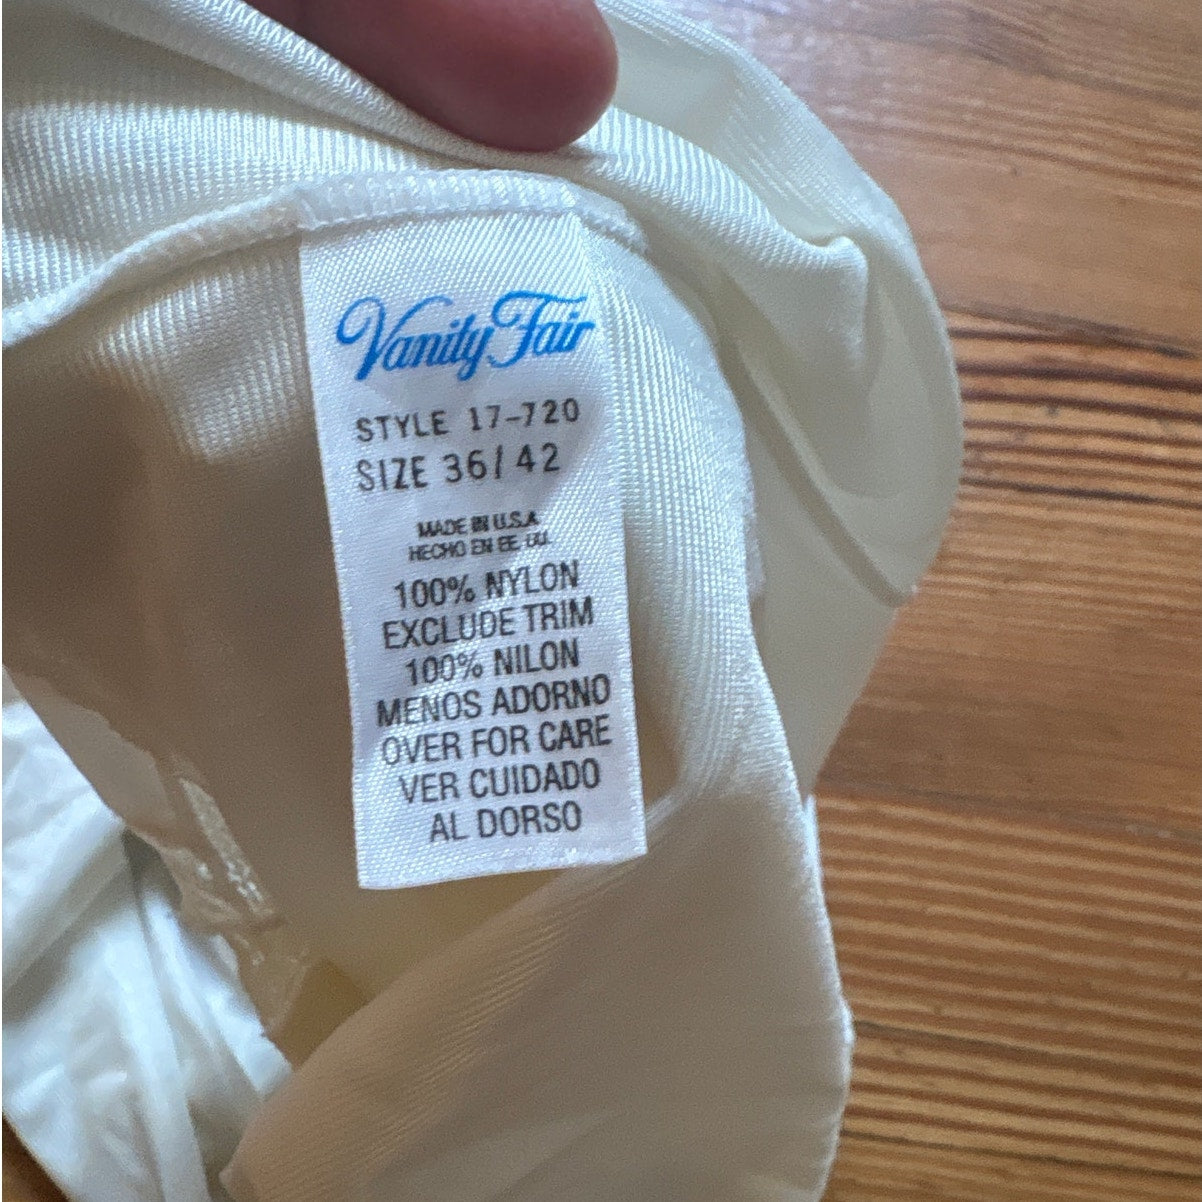 Vanity Fair
STYLE 17-720
SIZE 36/42
MADE IN U.S.A.
HECHO EN EE. UU.
100% NYLON
EXCLUDE TRIM
100% NILON
MENOS ADORNO
OVER FOR CARE
VER CUIDADO
AL DORSO